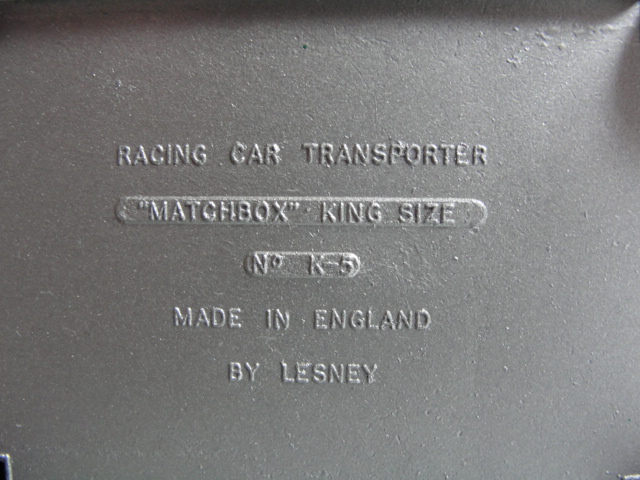 RACING CAR TRANSPORTER
"MATCHBOX" KING SIZE
Nº K-5
MADE IN ENGLAND
BY LESNEY